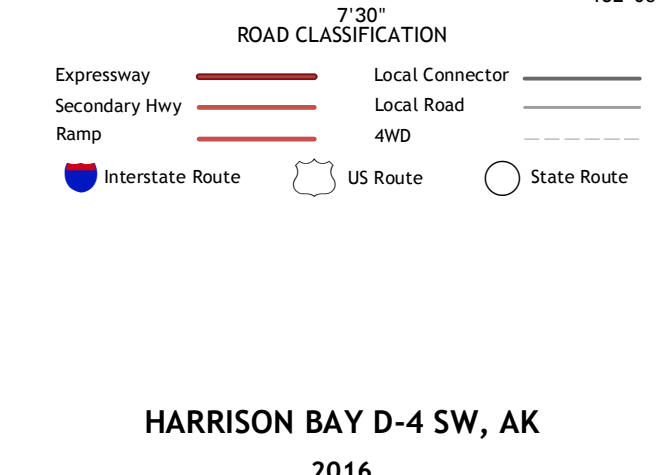 7'30"
ROAD CLASSIFICATION
Expressway
Local Connector
Secondary Hwy
Local Road
Ramp
4WD
Interstate Route
US Route
State Route
HARRISON BAY D-4 SW, AK
2016